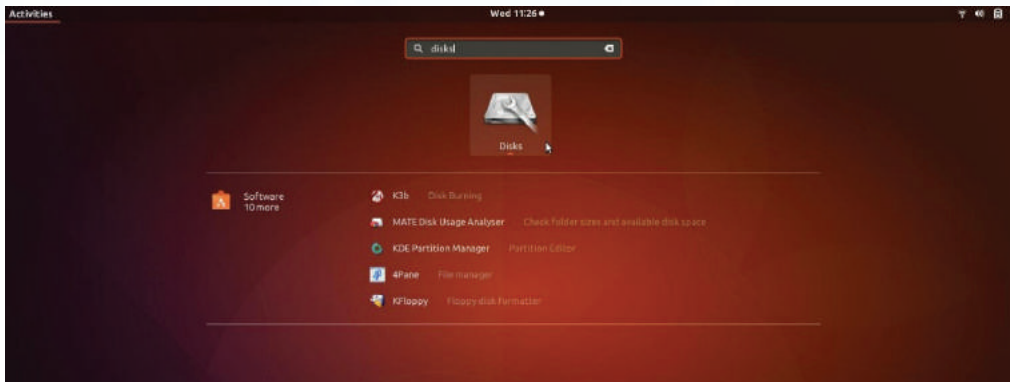 Activities
Wed 11:26
disks
Disks
Software
10 more
K3b Disk Burning
MATE Disk Usage Analyser Check folder sizes and available disk space
KDE Partition Manager Partition Editor
4Pane File manager
KFloppy Floppy disk Formatter